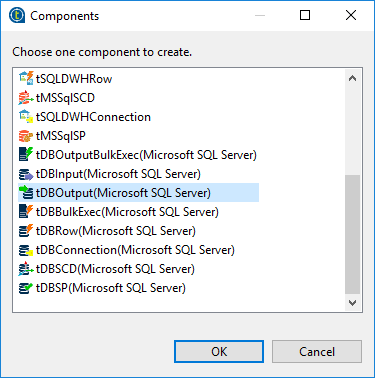 Components
Choose one component to create.
tSQLDWHRow
tMSSqlSCD
tSQLDWHConnection
tMSSqlSP
tDBOutputBulkExec(Microsoft SQL Server)
tDBInput(Microsoft SQL Server)
tDBOutput(Microsoft SQL Server)
tDBBulkExec(Microsoft SQL Server)
tDBRow(Microsoft SQL Server)
tDBConnection(Microsoft SQL Server)
tDBSCD(Microsoft SQL Server)
tDBSP(Microsoft SQL Server)
OK
Cancel